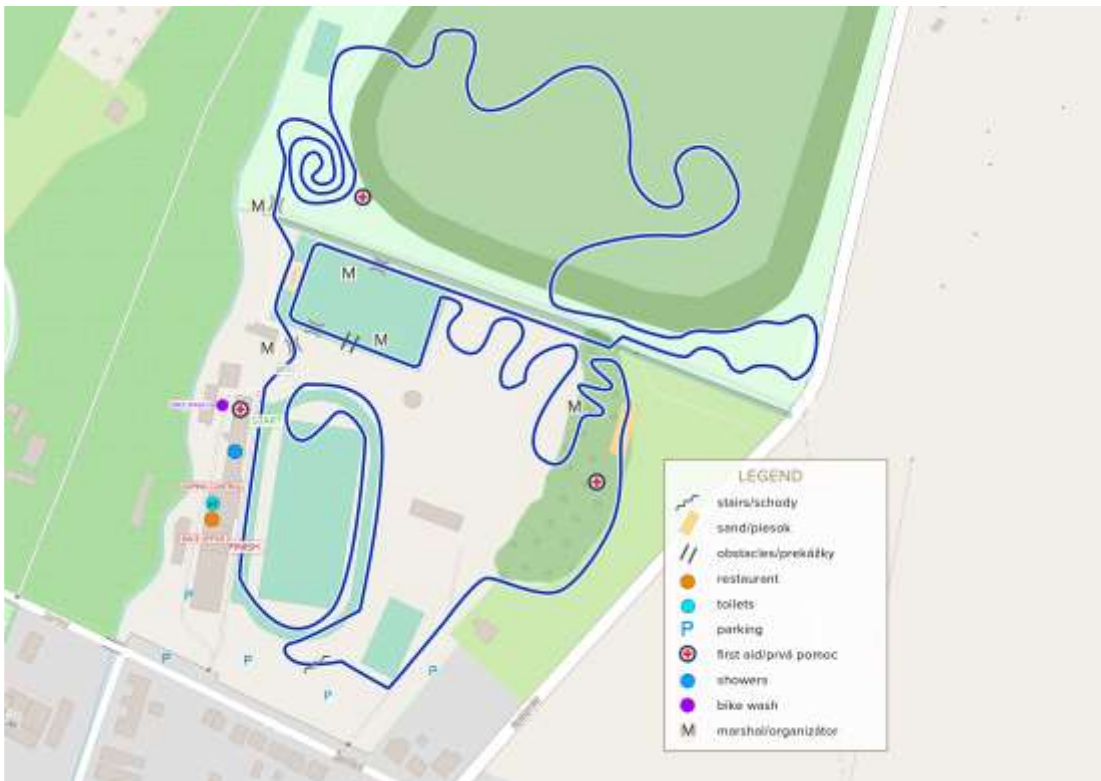 M
M
M
M
START
FINISH
M
P
P
P
P
P
LEGEND
stairs/schody
sand/piesok
obstacles/prekážky
restaurant
toilets
P parking
first aid/prvá pomoc
showers
bike wash
M marshal/organizátor